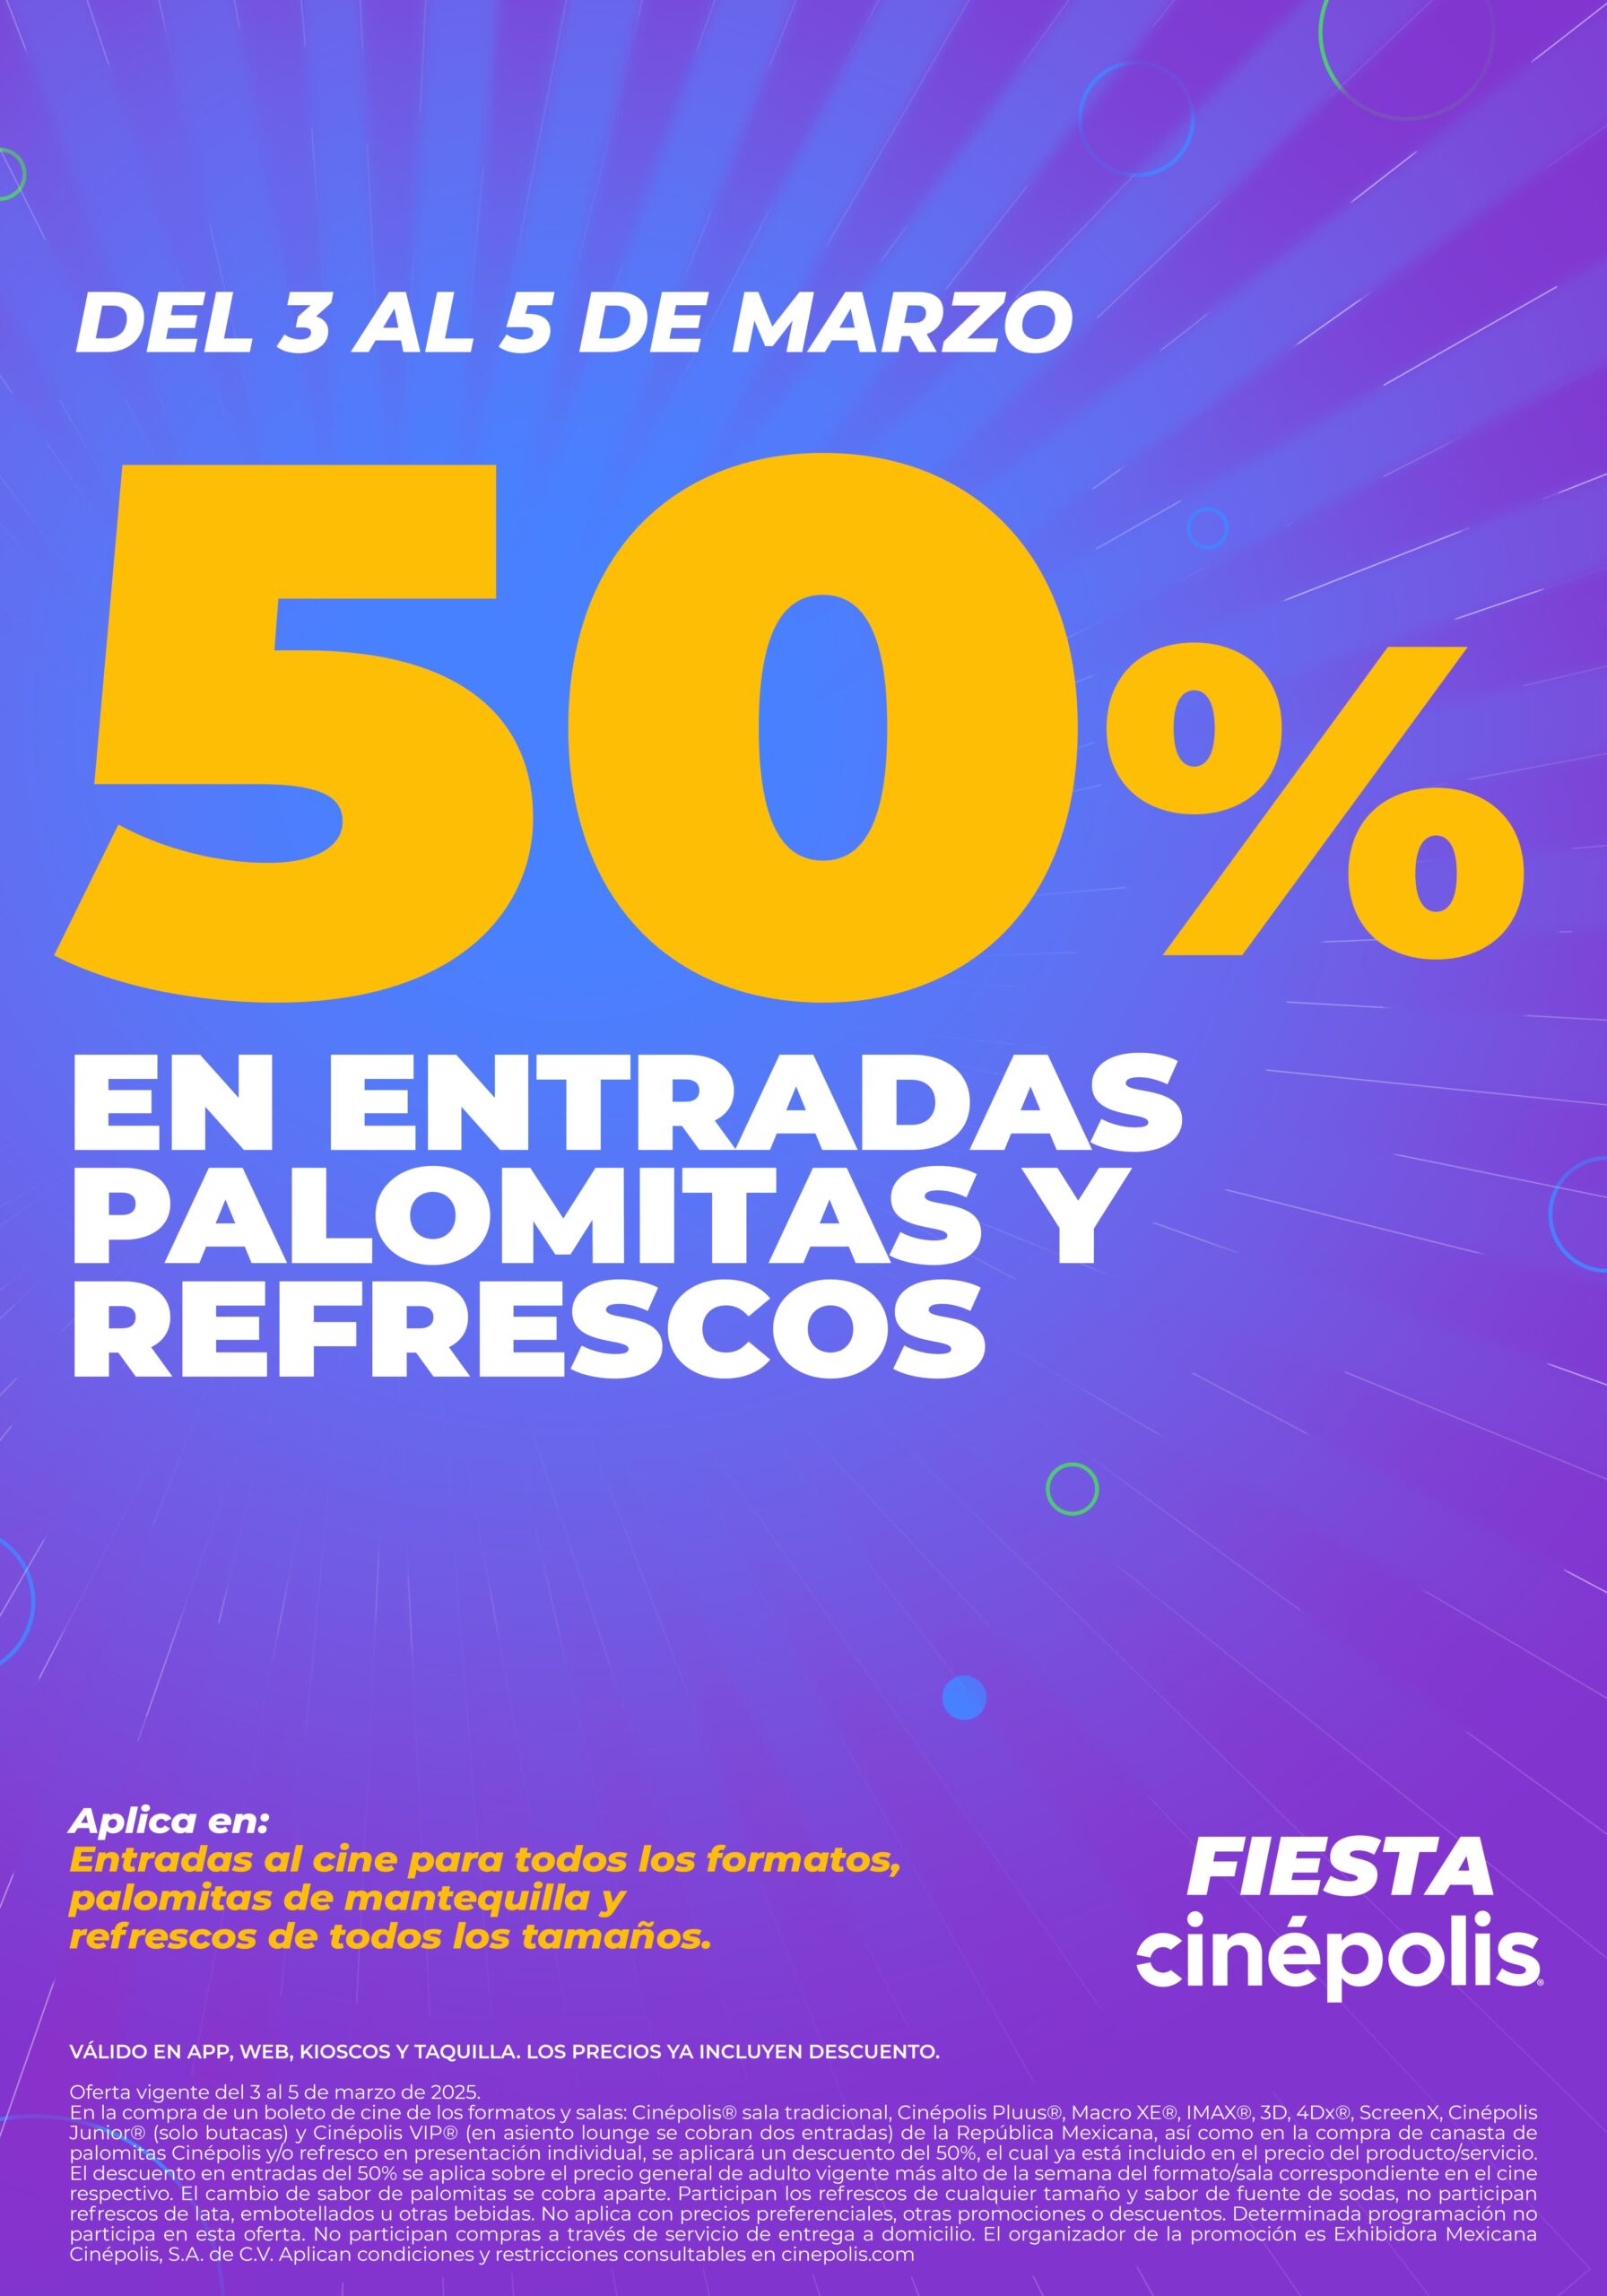 DEL 3 AL 5 DE MARZO
50%
EN ENTRADAS
PALOMITAS Y
REFRESCOS
Aplica en:
Entradas al cine para todos los formatos,
palomitas de mantequilla y
refrescos de todos los tamaños.
FIESTA
cinépolis®
VÁLIDO EN APP, WEB, KIOSCOS Y TAQUILLA. LOS PRECIOS YA INCLUYEN DESCUENTO.
Oferta vigente del 3 al 5 de marzo de 2025.
En la compra de un boleto de cine de los formatos y salas: Cinépolis® sala tradicional, Cinépolis Pluus®, Macro XE®, IMAX®, 3D, 4Dx®, ScreenX, Cinépolis
Junior® (solo butacas) y Cinépolis VIP® (en asiento lounge se cobran dos entradas) de la República Mexicana, así como en la compra de canasta de
palomitas Cinépolis y/o refresco en presentación individual, se aplicará un descuento del 50%, el cual ya está incluido en el precio del producto/servicio.
El descuento en entradas del 50% se aplica sobre el precio general de adulto vigente más alto de la semana del formato/sala correspondiente en el cine
respectivo. El cambio de sabor de palomitas se cobra aparte. Participan los refrescos de cualquier tamaño y sabor de fuente de sodas, no participan
refrescos de lata, embotellados u otras bebidas. No aplica con precios preferenciales, otras promociones o descuentos. Determinada programación no
participa en esta oferta. No participan compras a través de servicio de entrega a domicilio. El organizador de la promoción es Exhibidora Mexicana
Cinépolis, S.A. de C.V. Aplican condiciones y restricciones consultables en cinepolis.com